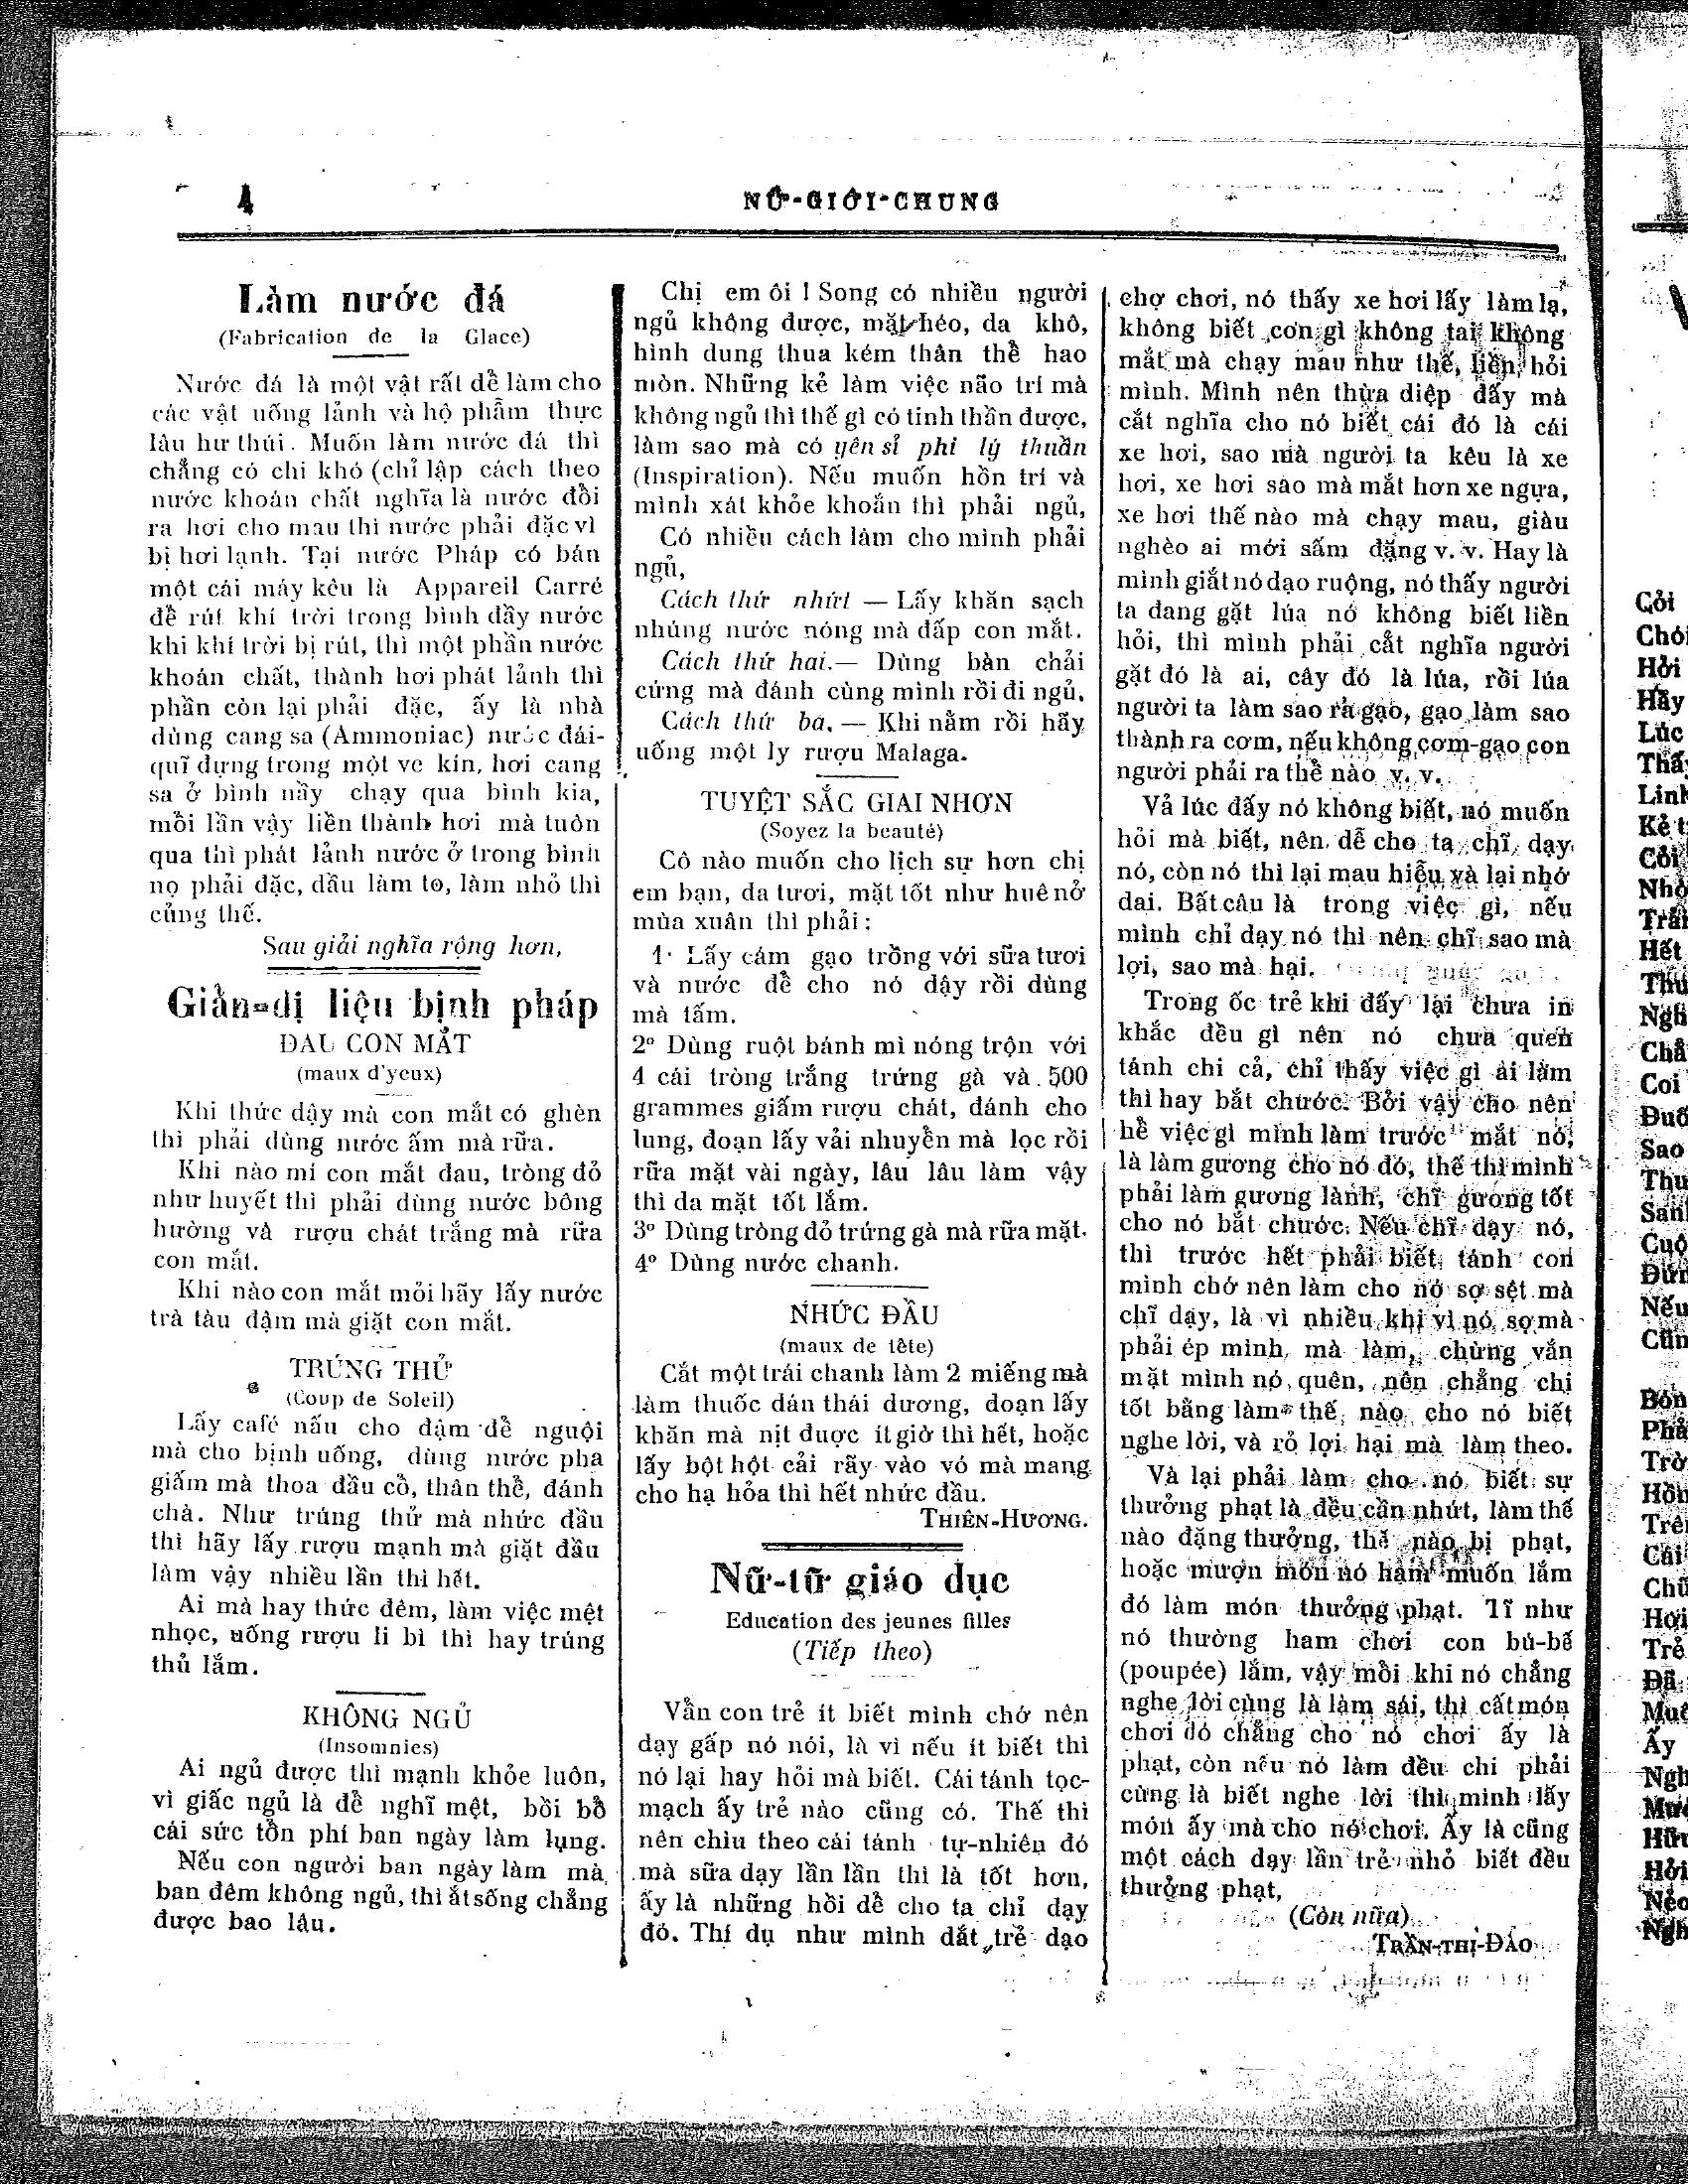 4
NỮ-GIỚI-CHUNG
Làm nước đá
(Fabrication de la Glace)
Nước đá là một vật rất dễ làm cho
các vật uống lảnh và hộ phẩm thực
lâu hư thúi. Muốn làm nước đá thì
chẳng có chi khó (chỉ lập cách theo
nước khoán chất nghĩa là nước đổi
ra hơi cho mau thì nước phải đặc vì
bị hơi lạnh. Tại nước Pháp có bán
một cái máy kêu là Appareil Carré
để rút khí trời trong bình đầy nước
khi khí trời bị rút, thì một phần nước
khoán chất, thành hơi phát lảnh thì
phần còn lại phải đặc, ấy là nhà
dùng cang sa (Ammoniac) nước đái-
quĩ đựng trong một ve kín, hơi cang
sa ở bình nầy chạy qua bình kia,
mỗi lần vậy liền thành hơi mà tuôn
qua thì phát lảnh nước ở trong bình
nọ phải đặc, dầu làm to, làm nhỏ thì
củng thế.
Sau giải nghĩa rộng hơn,
Giản-dị liệu bịnh pháp
ĐAU CON MẮT
(maux d'yeux)
Khi thức dậy mà con mắt có ghèn
thì phải dùng nước ấm mà rữa.
Khi nào mí con mắt đau, tròng đỏ
như huyết thì phải dùng nước bông
hường và rượu chát trắng mà rữa
con mắt.
Khi nào con mắt mỏi hãy lấy nước
trà tàu đậm mà giặt con mắt.
TRÚNG THỬ
(Coup de Soleil)
Lấy café nấu cho đậm để nguội
mà cho bịnh uống, dùng nước pha
giấm mà thoa đầu cổ, thân thể, đánh
chà. Như trúng thử mà nhức đầu
thì hãy lấy rượu mạnh mà giặt đầu
làm vậy nhiều lần thì hết.
Ai mà hay thức đêm, làm việc mệt
nhọc, uống rượu li bì thì hay trúng
thủ lắm.
KHÔNG NGỦ
(Insomnies)
Ai ngủ được thì mạnh khỏe luôn,
vì giấc ngủ là để nghĩ mệt, bồi bổ
cái sức tổn phí ban ngày làm lụng.
Nếu con người ban ngày làm mà
ban đêm không ngủ, thì ắt sống chẳng
được bao lâu.
Chị em ôi ! Song có nhiều người
ngủ không được, mặt héo, da khô,
hình dung thua kém thân thể hao
mòn. Những kẻ làm việc não trí mà
không ngủ thì thế gì có tinh thần được,
làm sao mà có yên sĩ phi lý thuần
(Inspiration). Nếu muốn hồn trí và
mình xát khỏe khoắn thì phải ngủ,
Có nhiều cách làm cho mình phải
ngủ,
Cách thứ nhứt — Lấy khăn sạch
nhúng nước nóng mà đắp con mắt.
Cách thứ hai.— Dùng bàn chải
cứng mà đánh cùng mình rồi đi ngủ.
Cách thứ ba. — Khi nằm rồi hãy
uống một ly rượu Malaga.
TUYỆT SẮC GIAI NHƠN
(Soyez la beauté)
Cô nào muốn cho lịch sự hơn chị
em bạn, da tươi, mặt tốt như huê nở
mùa xuân thì phải :
1· Lấy cám gạo trồng với sữa tươi
và nước để cho nó dậy rồi dùng
mà tấm.
2º Dùng ruột bánh mì nóng trộn với
4 cái tròng trắng trứng gà và 500
grammes giấm rượu chát, đánh cho
lung, đoạn lấy vải nhuyễn mà lọc rồi
rữa mặt vài ngày, lâu lâu làm vậy
thì da mặt tốt lắm.
3º Dùng tròng đỏ trứng gà mà rữa mặt.
4º Dùng nước chanh.
NHỨC ĐẦU
(maux de tête)
Cắt một trái chanh làm 2 miếng mà
làm thuốc dán thái dương, đoạn lấy
khăn mà nịt được ít giờ thì hết, hoặc
lấy bột hột cải rãy vào vó mà mang
cho hạ hỏa thì hết nhức đầu.
THIÊN-HƯƠNG.
Nữ-tữ giáo dục
Education des jeunes filles
(Tiếp theo)
Vẫn con trẻ ít biết mình chớ nên
dạy gấp nó nói, là vì nếu ít biết thì
nó lại hay hỏi mà biết. Cái tánh tọc-
mạch ấy trẻ nào cũng có. Thế thì
nên chìu theo cái tánh tự-nhiên đó
mà sữa dạy lần lần thì là tốt hơn,
ấy là những hồi dễ cho ta chỉ dạy
đó. Thí dụ như mình dắt trẻ dạo
chợ chơi, nó thấy xe hơi lấy làm lạ,
không biết con gì không tai không
mắt mà chạy mau như thế, liền hỏi
mình. Mình nên thừa diệp đấy mà
cắt nghĩa cho nó biết cái đó là cái
xe hơi, sao mà người ta kêu là xe
hơi, xe hơi sao mà mắt hơn xe ngựa,
xe hơi thế nào mà chạy mau, giàu
nghèo ai mới sấm đặng v. v. Hay là
mình giắt nó dạo ruộng, nó thấy người
ta đang gặt lúa nó không biết liền
hỏi, thì mình phải cắt nghĩa người
gặt đó là ai, cây đó là lúa, rồi lúa
người ta làm sao ra gạo, gạo làm sao
thành ra cơm, nếu không cơm-gạo con
người phải ra thể nào v. v.
Vả lúc đấy nó không biết, nó muốn
hỏi mà biết, nên dễ cho ta chĩ dạy
nó, còn nó thì lại mau hiểu và lại nhớ
dai. Bất câu là trong việc gì, nếu
mình chỉ dạy nó thì nên chĩ sao mà
lợi, sao mà hại.
Trong ốc trẻ khi đấy lại chưa in
khắc đều gì nên nó chưa quen
tánh chi cả, chỉ thấy việc gì ai làm
thì hay bắt chước. Bởi vậy cho nên
hể việc gì mình làm trước mắt nó,
là làm gương cho nó đó, thế thì mình
phải làm gương lành, chĩ gương tốt
cho nó bắt chước. Nếu chĩ dạy nó,
thì trước hết phải biết tánh con
mình chớ nên làm cho nó sợ sệt mà
chĩ dạy, là vì nhiều khi vì nó sợ mà
phải ép mình mà làm, chừng vắn
mặt mình nó quên, nên chẳng chi
tốt bằng làm thế nào cho nó biết
nghe lời, và rỏ lợi hại mà làm theo.
Và lại phải làm cho nó biết sự
thưởng phạt là đều cần nhứt, làm thế
nào đặng thưởng, thế nào bị phạt,
hoặc mượn món nó ham muốn lắm
đó làm món thưởng phạt. Tỉ như
nó thường ham chơi con bú-bế
(poupée) lắm, vậy mỗi khi nó chẳng
nghe lời cùng là làm sái, thì cất món
chơi đó chẳng cho nó chơi ấy là
phạt, còn nếu nó làm đều chi phải
cùng là biết nghe lời thì mình lấy
món ấy mà cho nó chơi. Ấy là cũng
một cách dạy lần trẻ nhỏ biết đều
thưởng phạt,
(Còn nữa)
TRẦN-THỊ-ĐÁO
Cỏi
Hởi
Hãy
Lúc
Kẻ
Cỏi
Hết
Coi
Sao
Cuộ
Nếu
Trẻ
Đã
Ấy
Hởi